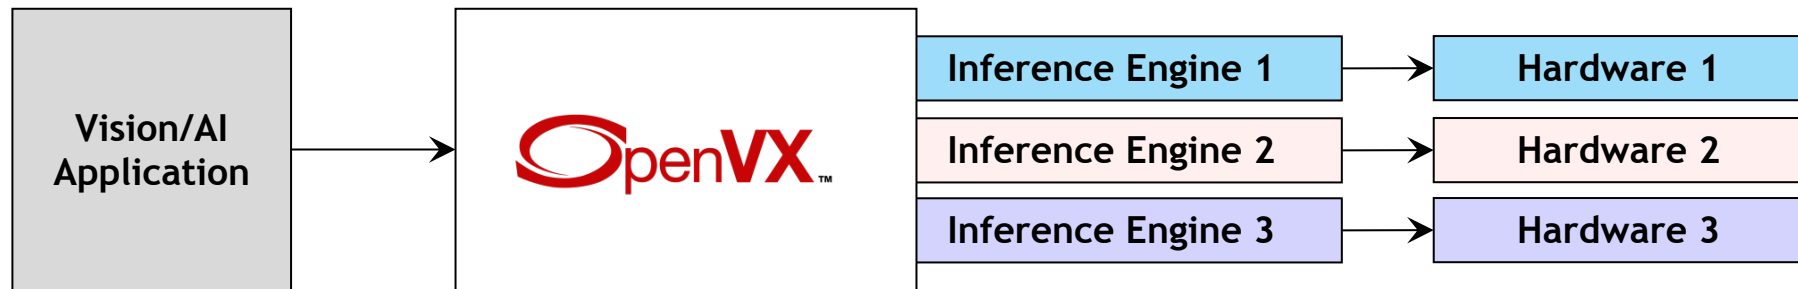 Vision/AI
Application
OpenVX™
Inference Engine 1
Hardware 1
Inference Engine 2
Hardware 2
Inference Engine 3
Hardware 3